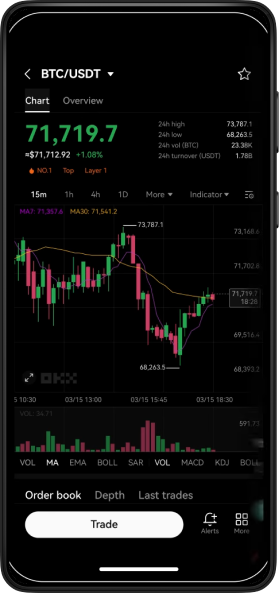 BTC/USDT
Chart Overview
71,719.7
≈$71,712.92 +1.08%
NO.1 Top Layer 1
24h high 73,787.1
24h low 68,263.5
24h vol (BTC) 23.38K
24h turnover (USDT) 1.78B
15m 1h 4h 1D More Indicator
MA7: 71,357.6 MA30: 71,541.2
73,787.1
73,168.6
71,702.8
71,719.7
18:28
69,516.4
68,263.5
68,393.2
OKX
5 10:30 03/15 13:00 03/15 15:45 03/15 18:30
VOL: 34.71
591.73
VOL MA EMA BOLL SAR VOL MACD KDJ BOLL
Order book Depth Last trades
Trade
Alerts
More